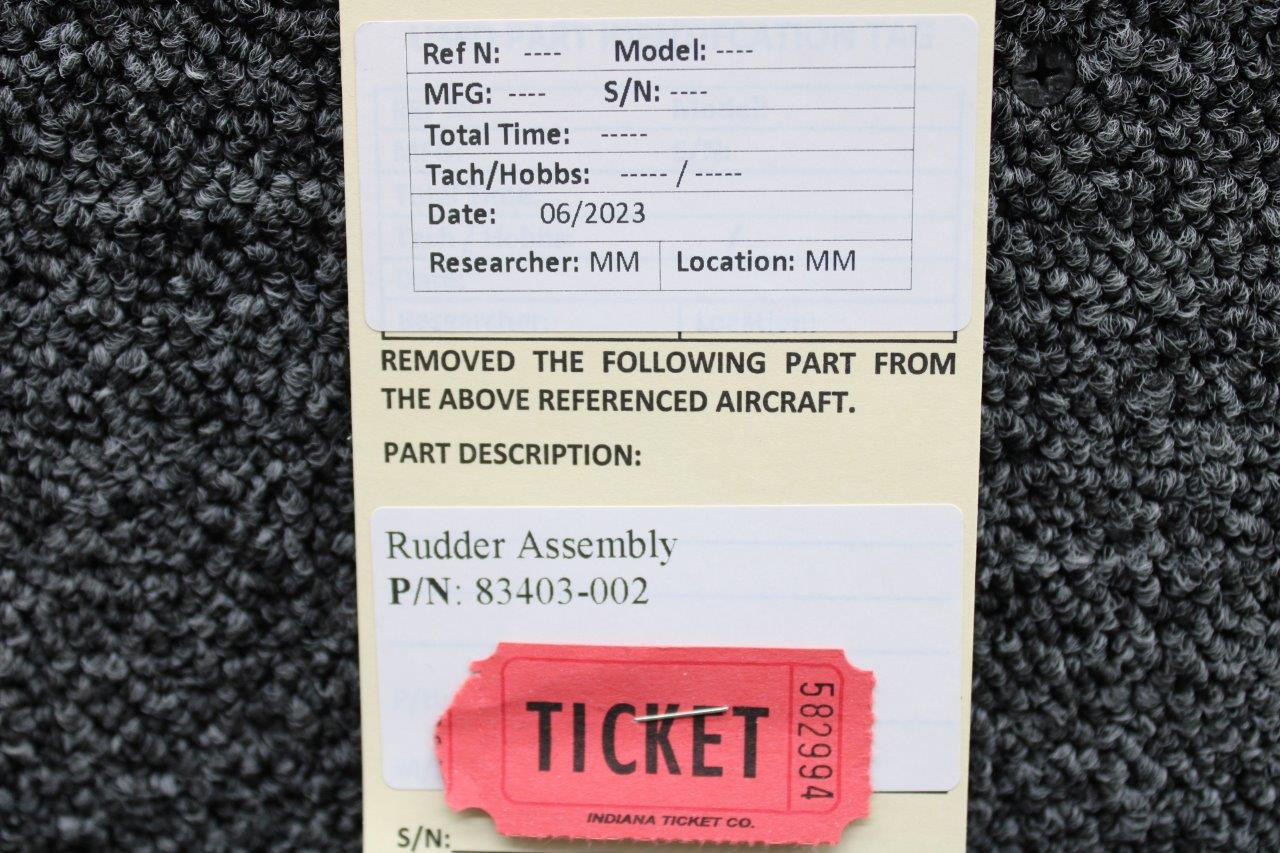 Ref N: ---- Model: ----
MFG: ---- S/N: ----
Total Time: -----
Tach/Hobbs: ----- / -----
Date: 06/2023
Researcher: MM Location: MM
REMOVED THE FOLLOWING PART FROM
THE ABOVE REFERENCED AIRCRAFT.
PART DESCRIPTION:
Rudder Assembly
P/N: 83403-002
TICKET
582994
INDIANA TICKET CO.
S/N: